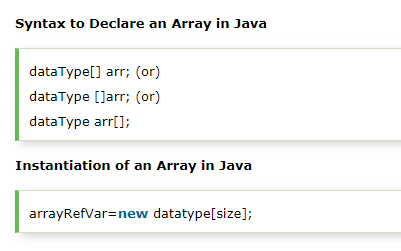 Syntax to Declare an Array in Java
dataType[] arr; (or)
dataType []arr; (or)
dataType arr[];
Instantiation of an Array in Java
arrayRefVar=new datatype[size];